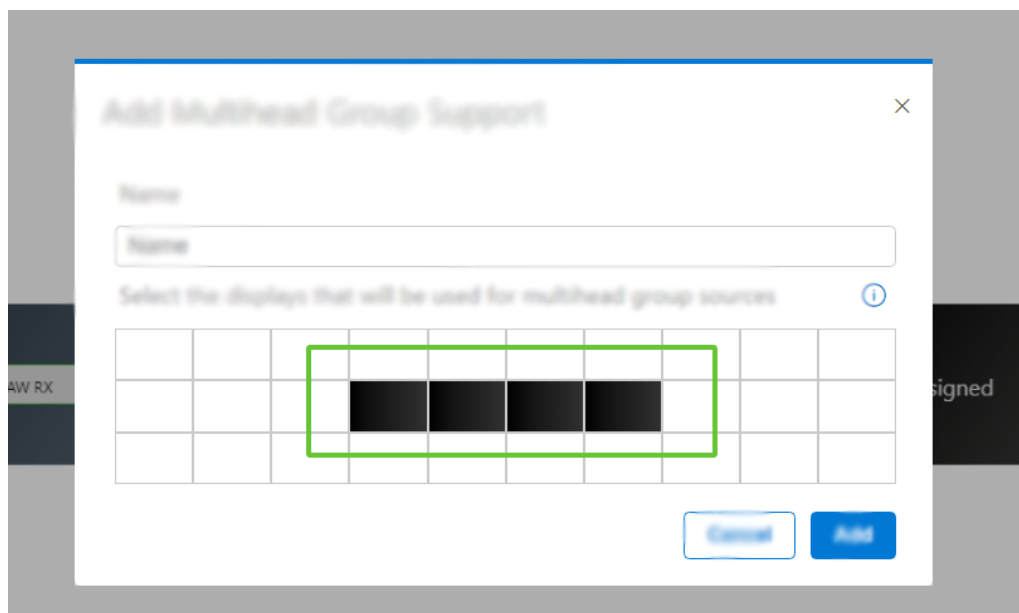 Add Multihead Group Support
Name
Name
Select the displays that will be used for multihead group sources
AW RX
signed
Cancel
Add